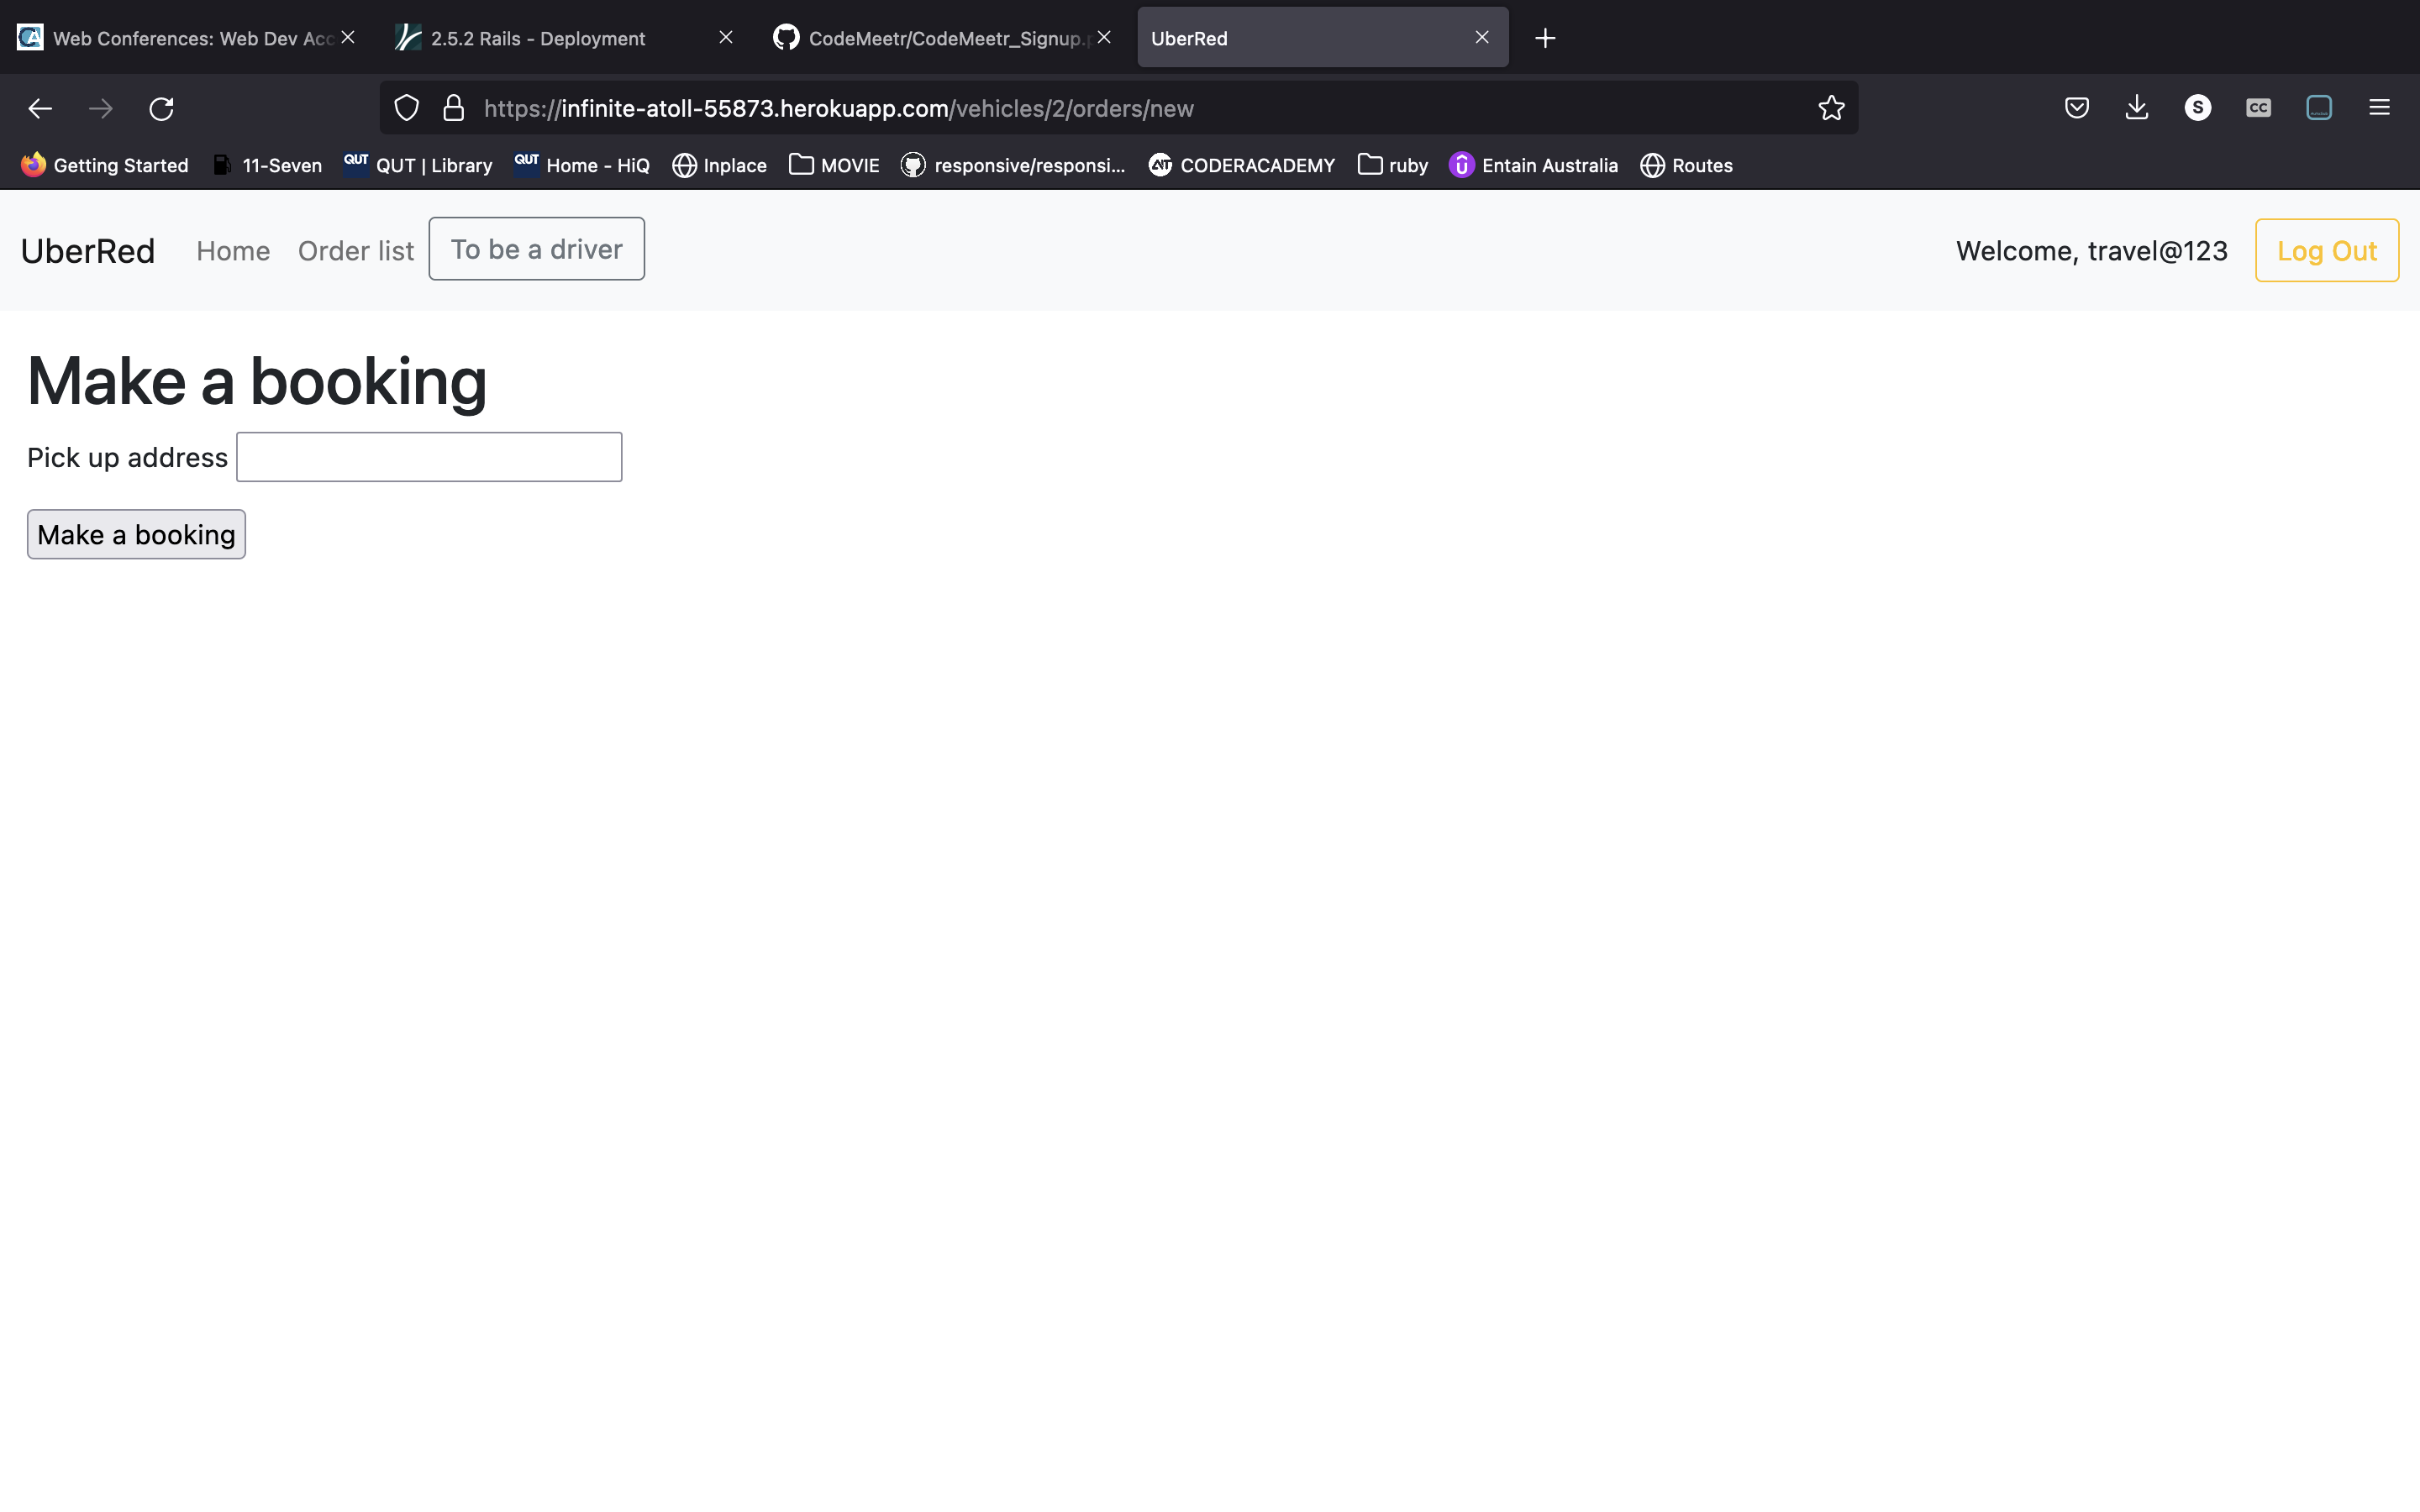 Web Conferences: Web Dev Acc
2.5.2 Rails - Deployment
CodeMeetr/CodeMeetr_Signup.p
UberRed
https://infinite-atoll-55873.herokuapp.com/vehicles/2/orders/new
S
CC
Getting Started
11-Seven
QUT QUT | Library
QUT Home - HiQ
Inplace
MOVIE
responsive/responsi...
CODERACADEMY
ruby
Entain Australia
Routes
UberRed
Home
Order list
To be a driver
Welcome, travel@123
Log Out
Make a booking
Pick up address
Make a booking